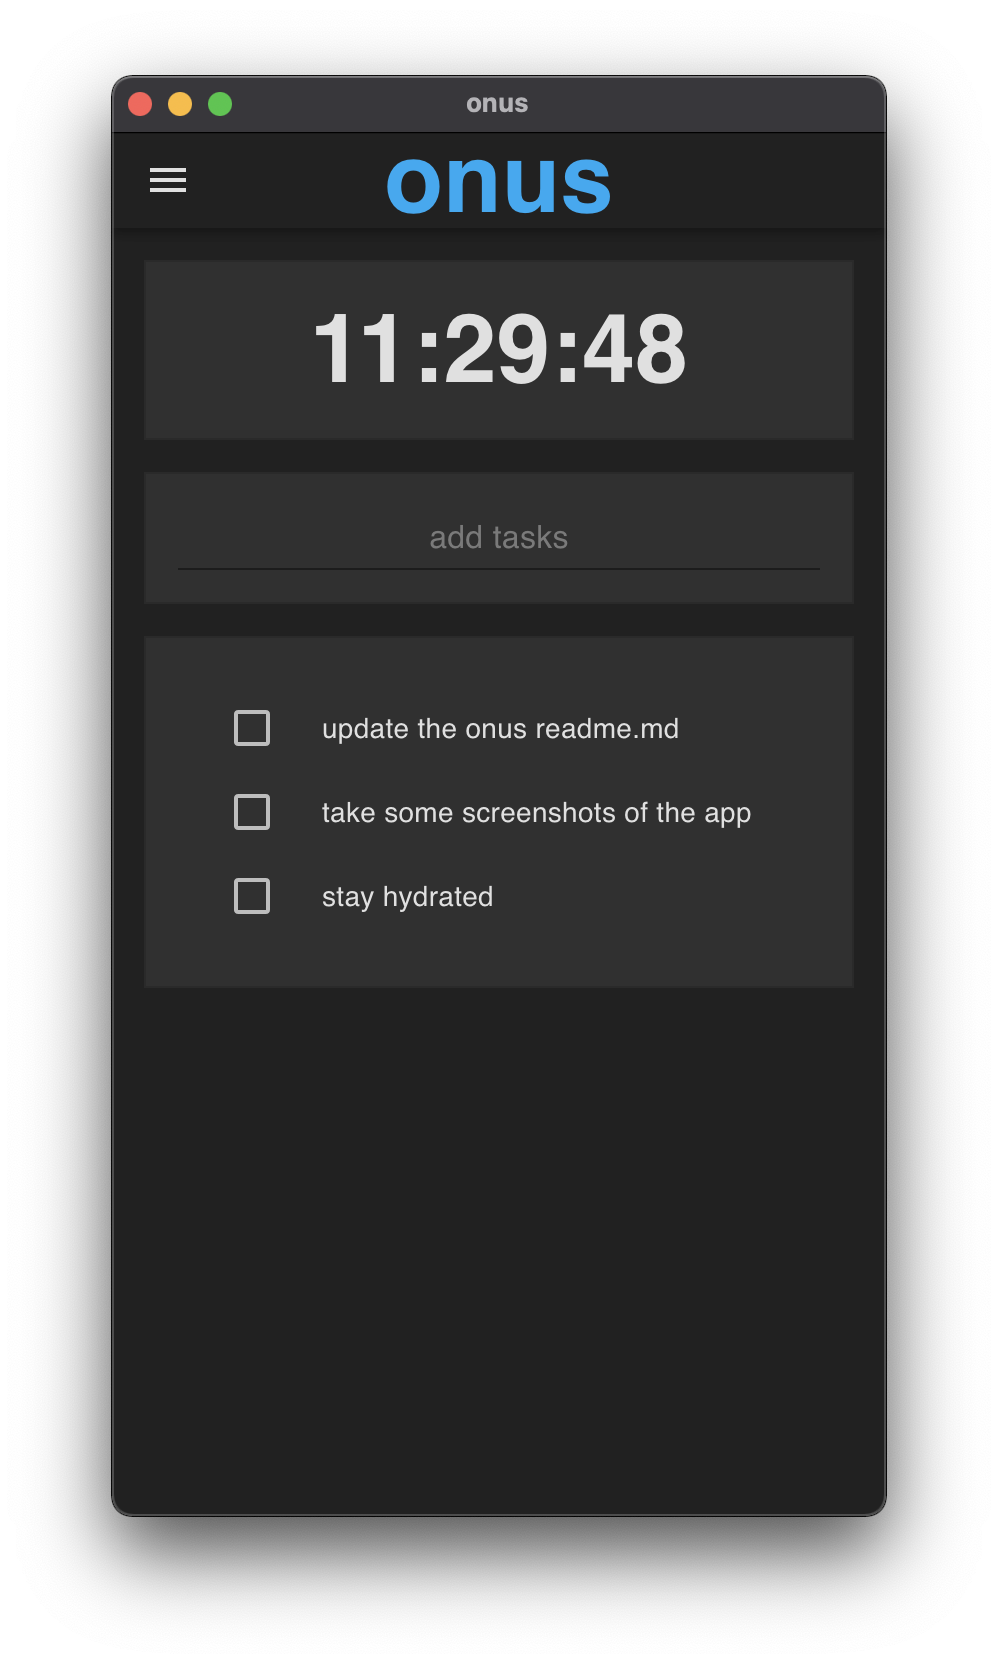 onus
onus
11:29:48
add tasks
update the onus readme.md
take some screenshots of the app
stay hydrated